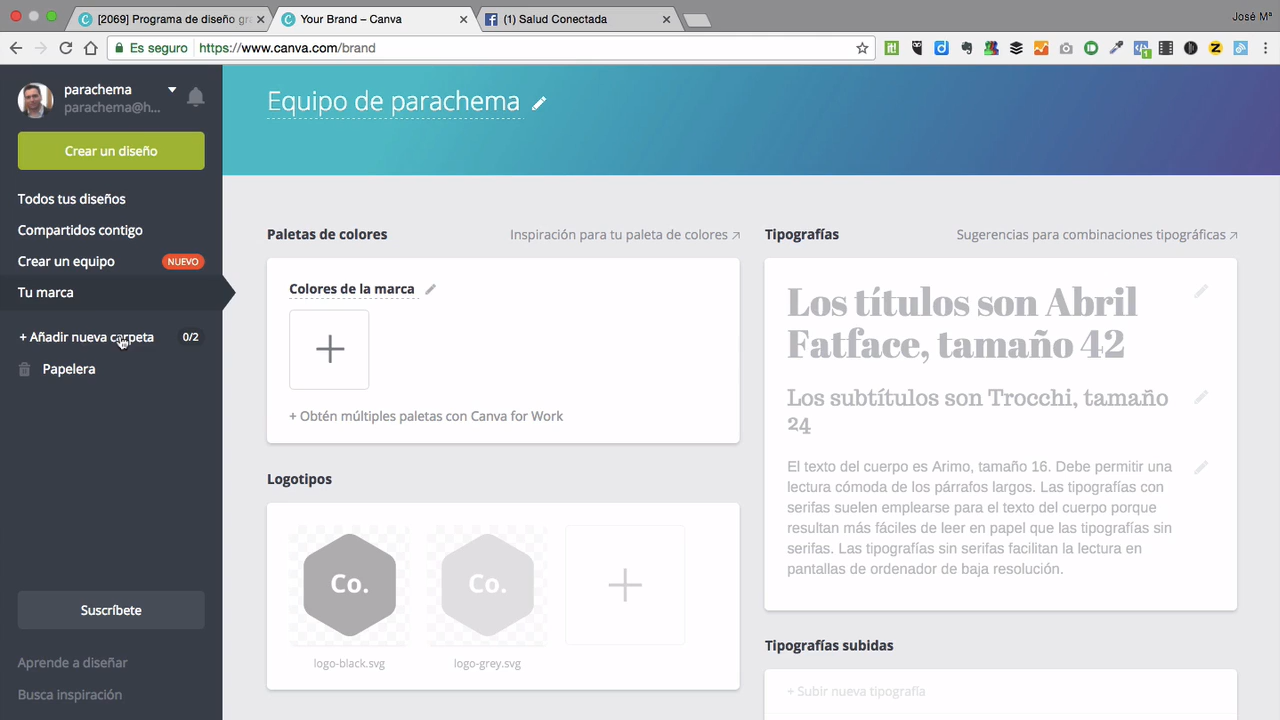 [2069] Programa de diseño gr
Your Brand – Canva
(1) Salud Conectada
José Mª
Es seguro
https://www.canva.com/brand
1
parachema
parachema@h...
Crear un diseño
Todos tus diseños
Compartidos contigo
Crear un equipo
NUEVO
Tu marca
+ Añadir nueva carpeta
0/2
Papelera
Suscríbete
Aprende a diseñar
Busca inspiración
Equipo de parachema
Paletas de colores
Inspiración para tu paleta de colores
Colores de la marca
+ Obtén múltiples paletas con Canva for Work
Logotipos
Co.
Co.
logo-black.svg
logo-grey.svg
Tipografías
Sugerencias para combinaciones tipográficas
Los títulos son Abril
Fatface, tamaño 42
Los subtítulos son Trocchi, tamaño
24
El texto del cuerpo es Arimo, tamaño 16. Debe permitir una
lectura cómoda de los párrafos largos. Las tipografías con
serifas suelen emplearse para el texto del cuerpo porque
resultan más fáciles de leer en papel que las tipografías sin
serifas. Las tipografías sin serifas facilitan la lectura en
pantallas de ordenador de baja resolución.
Tipografías subidas
+ Subir nueva tipografía